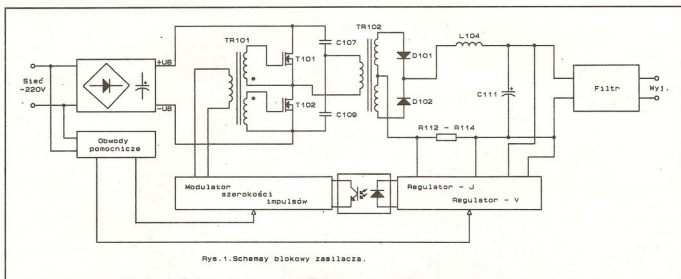 TR101
TR102
+UB
C107
T101
D101
L104
Sieć
~220V
T102
D102
C111
Filtr
Wyj.
-UB
C109
R112 - R114
Obwody
pomocnicze
Modulator
szerokości
impulsów
Regulator - J
Regulator - V
Rys.1.Schemay blokowy zasilacza.